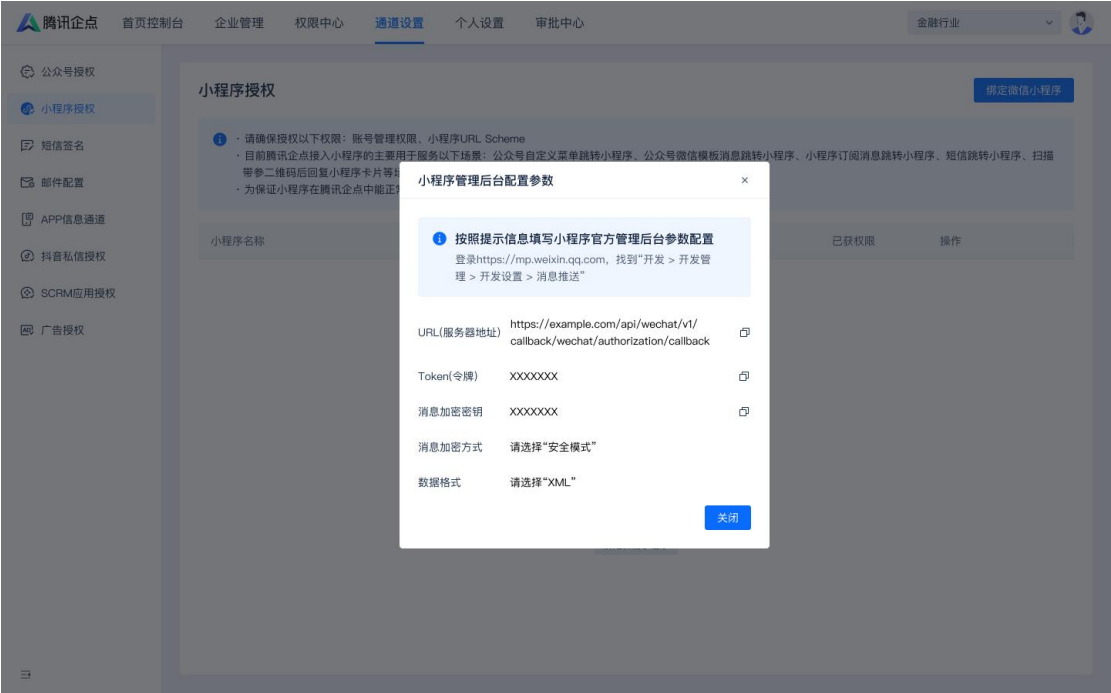 腾讯企点
首页控制台
企业管理
权限中心
通道设置
个人设置
审批中心
金融行业
公众号授权
小程序授权
短信签名
邮件配置
APP信息通道
抖音私信授权
SCRM应用授权
广告授权
小程序授权
绑定微信小程序
· 请确保授权以下权限：账号管理权限、小程序URL Scheme
· 目前腾讯企点接入小程序的主要用于服务以下场景：公众号自定义菜单跳转小程序、公众号微信模板消息跳转小程序、小程序订阅消息跳转小程序、短信跳转小程序、扫描
带参二维码后回复小程序卡片等
· 为保证小程序在腾讯企点中能正
小程序名称
已获权限
操作
小程序管理后台配置参数
×
按照提示信息填写小程序官方管理后台参数配置
登录https://mp.weixin.qq.com，找到“开发 > 开发管
理 > 开发设置 > 消息推送”
URL(服务器地址)
https://example.com/api/wechat/v1/
callback/wechat/authorization/callback
Token(令牌)
XXXXXXX
消息加密密钥
XXXXXXX
消息加密方式
请选择“安全模式”
数据格式
请选择“XML”
关闭